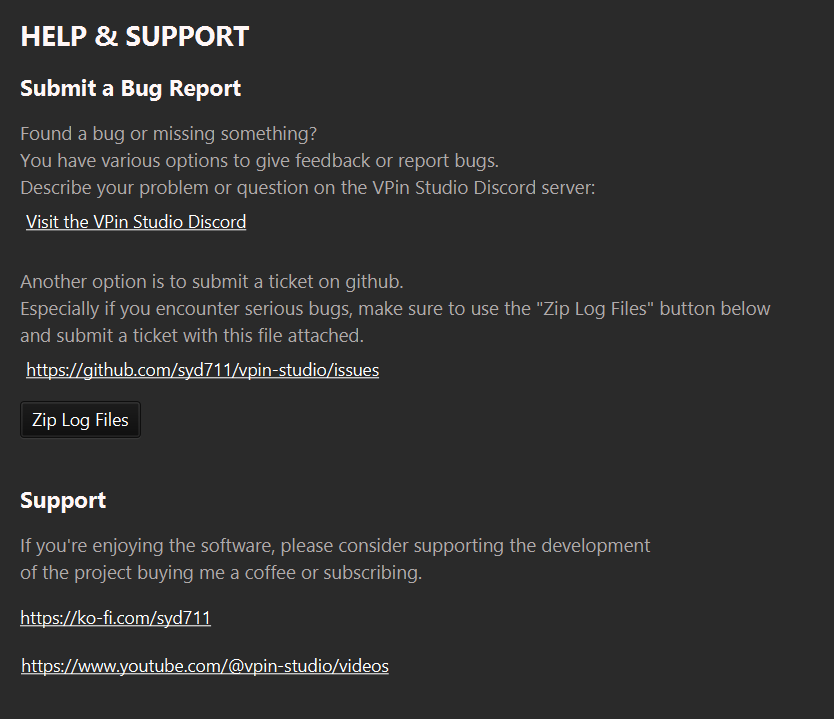 HELP & SUPPORT
Submit a Bug Report
Found a bug or missing something?
You have various options to give feedback or report bugs.
Describe your problem or question on the VPin Studio Discord server:
Visit the VPin Studio Discord
Another option is to submit a ticket on github.
Especially if you encounter serious bugs, make sure to use the "Zip Log Files" button below
and submit a ticket with this file attached.
https://github.com/syd711/vpin-studio/issues
Zip Log Files
Support
If you're enjoying the software, please consider supporting the development
of the project buying me a coffee or subscribing.
https://ko-fi.com/syd711
https://www.youtube.com/@vpin-studio/videos